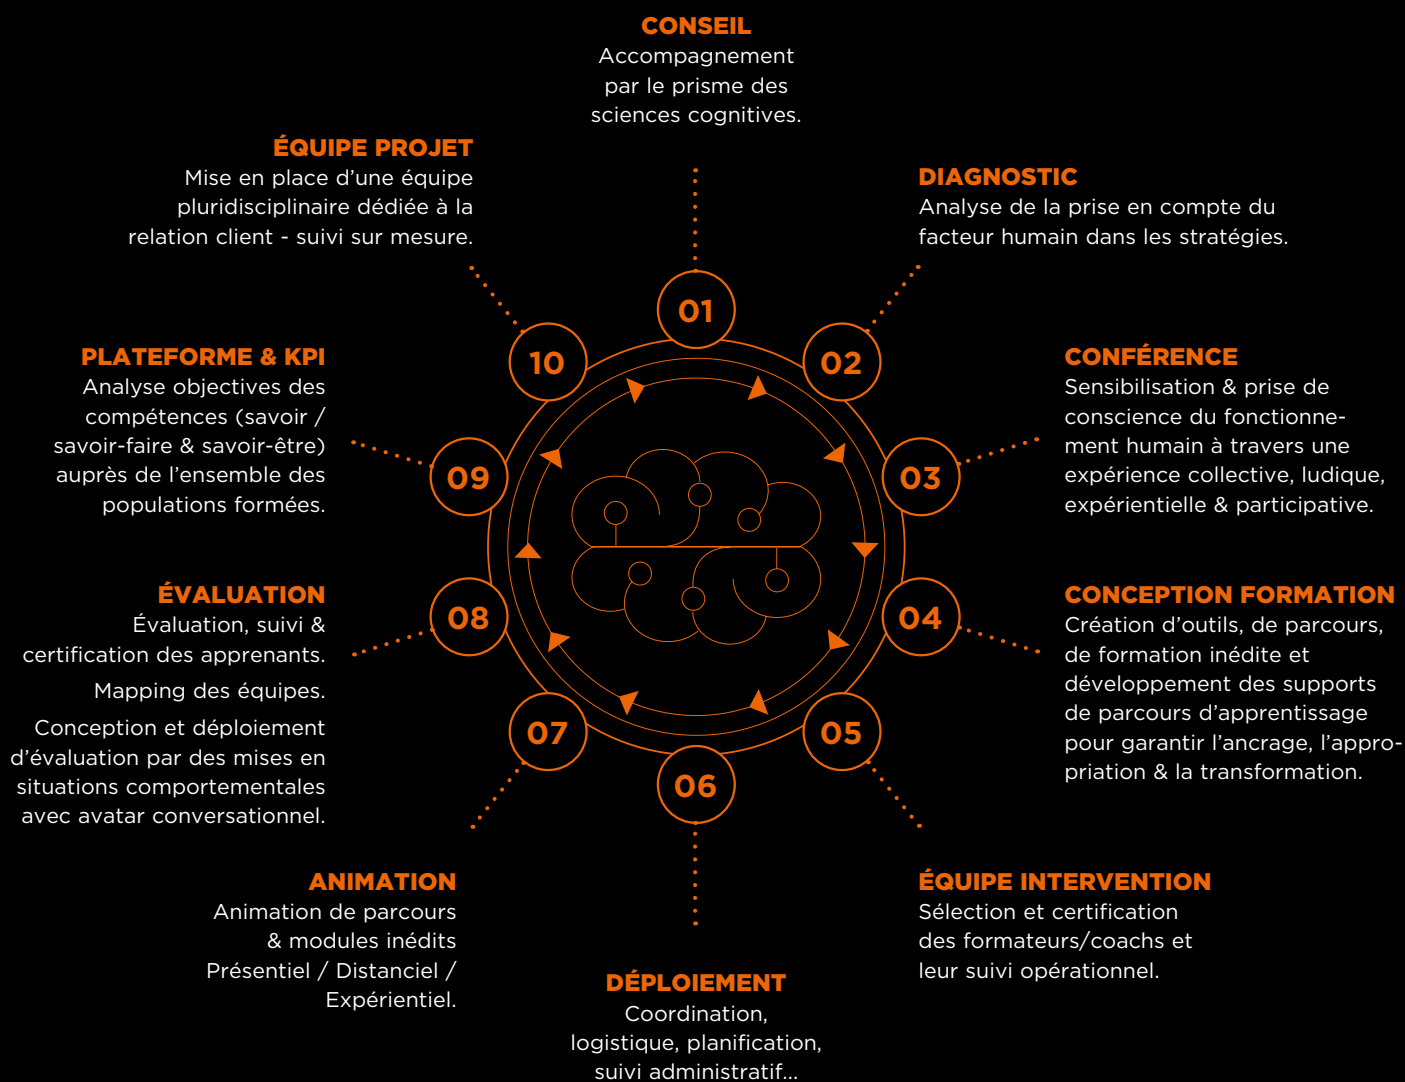 CONSEIL
Accompagnement
par le prisme des
sciences cognitives.
01
DIAGNOSTIC
Analyse de la prise en compte du
facteur humain dans les stratégies.
02
CONFÉRENCE
Sensibilisation & prise de
conscience du fonctionne-
ment humain à travers une
expérience collective, ludique,
expérientielle & participative.
03
CONCEPTION FORMATION
Création d'outils, de parcours,
de formation inédite et
développement des supports
de parcours d'apprentissage
pour garantir l'ancrage, l'appro-
priation & la transformation.
04
ÉQUIPE INTERVENTION
Sélection et certification
des formateurs/coachs et
leur suivi opérationnel.
05
DÉPLOIEMENT
Coordination,
logistique, planification,
suivi administratif...
06
ANIMATION
Animation de parcours
& modules inédits
Présentiel / Distanciel /
Expérientiel.
07
ÉVALUATION
Évaluation, suivi &
certification des apprenants.
Mapping des équipes.
Conception et déploiement
d'évaluation par des mises en
situations comportementales
avec avatar conversationnel.
08
PLATEFORME & KPI
Analyse objectives des
compétences (savoir /
savoir-faire & savoir-être)
auprès de l'ensemble des
populations formées.
09
ÉQUIPE PROJET
Mise en place d'une équipe
pluridisciplinaire dédiée à la
relation client - suivi sur mesure.
10